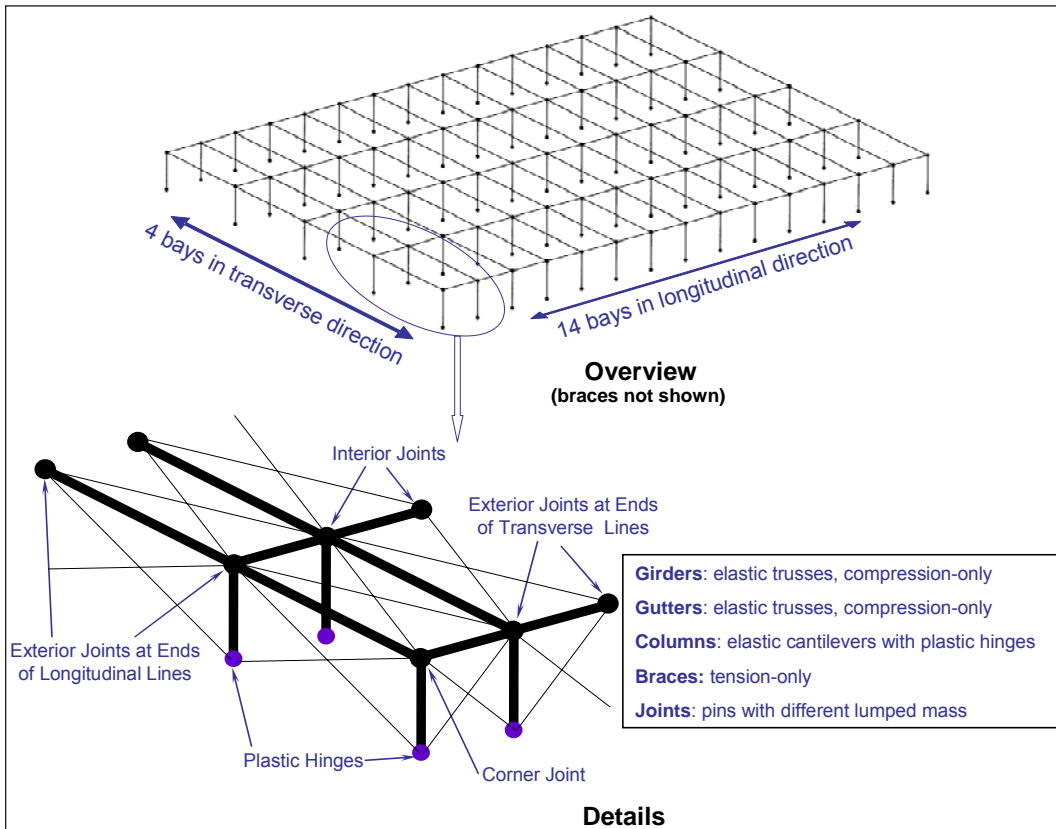 4 bays in transverse direction
14 bays in longitudinal direction
Overview
(braces not shown)
Interior Joints
Exterior Joints at Ends
of Transverse Lines
Girders: elastic trusses, compression-only
Gutters: elastic trusses, compression-only
Columns: elastic cantilevers with plastic hinges
Braces: tension-only
Joints: pins with different lumped mass
Exterior Joints at Ends
of Longitudinal Lines
Plastic Hinges
Corner Joint
Details